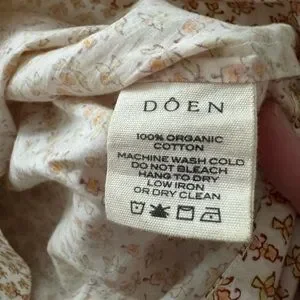 DÔEN
100% ORGANIC
COTTON
MACHINE WASH COLD
DO NOT BLEACH
HANG TO DRY
LOW IRON
OR DRY CLEAN